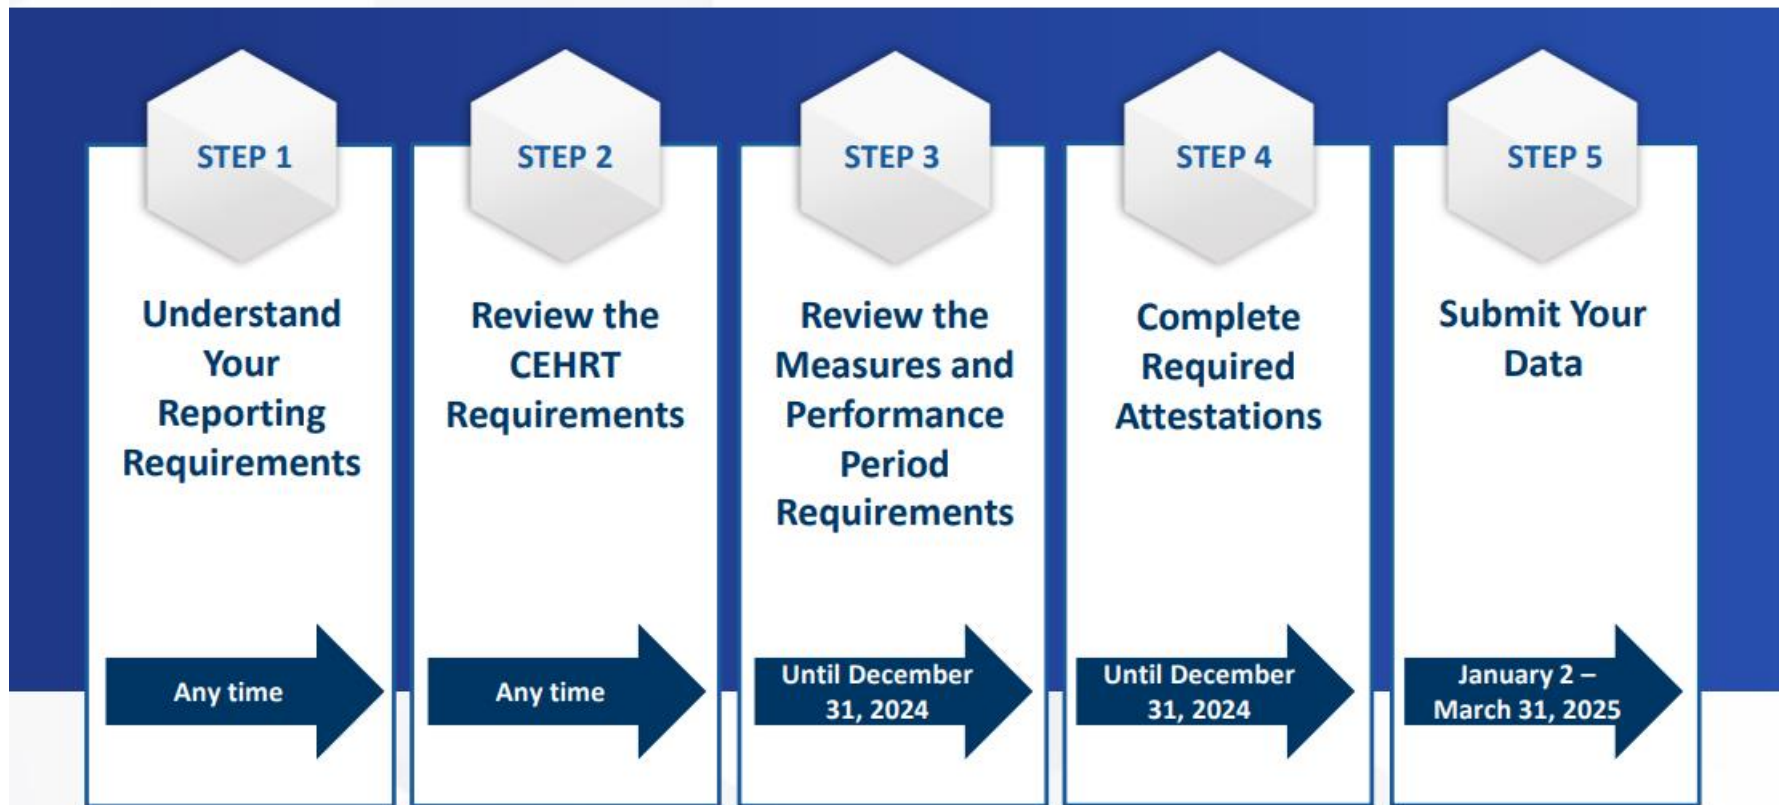 STEP 1
Understand
Your
Reporting
Requirements
Any time
STEP 2
Review the
CEHRT
Requirements
Any time
STEP 3
Review the
Measures and
Performance
Period
Requirements
Until December
31, 2024
STEP 4
Complete
Required
Attestations
Until December
31, 2024
STEP 5
Submit Your
Data
January 2 –
March 31, 2025